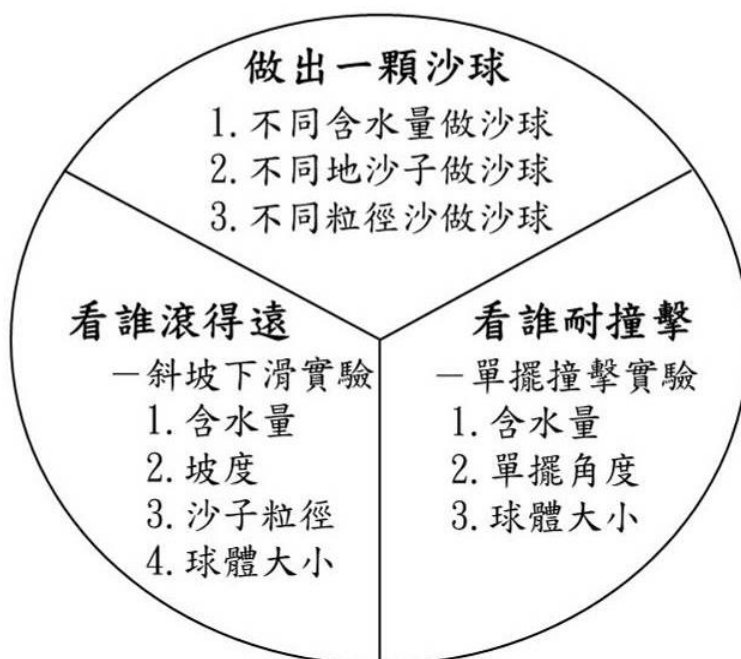 做出一顆沙球
1. 不同含水量做沙球
2. 不同地沙子做沙球
3. 不同粒徑沙做沙球
看誰滾得遠
－斜坡下滑實驗
1. 含水量
2. 坡度
3. 沙子粒徑
4. 球體大小
看誰耐撞擊
－單擺撞擊實驗
1. 含水量
2. 單擺角度
3. 球體大小